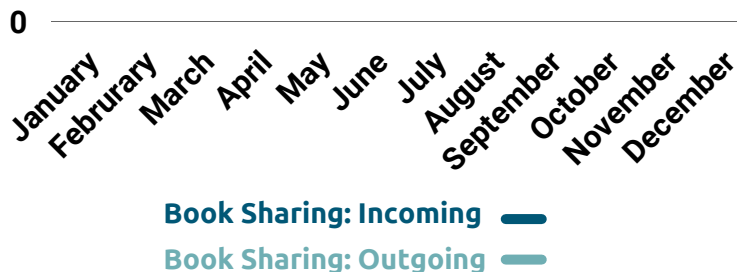 0
January
Februrary
March
April
May
June
July
August
September
October
November
December
Book Sharing: Incoming
Book Sharing: Outgoing